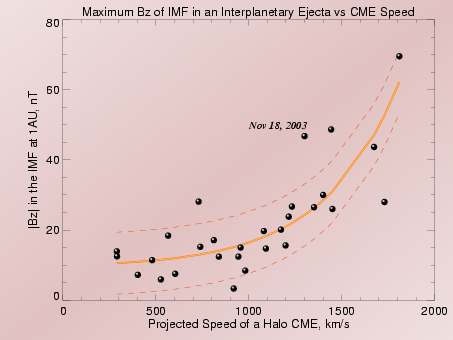 Maximum Bz of IMF in an Interplanetary Ejecta vs CME Speed
80
60
40
20
0
|Bz| in the IMF at 1AU, nT
Nov 18, 2003
0 500 1000 1500 2000
Projected Speed of a Halo CME, km/s